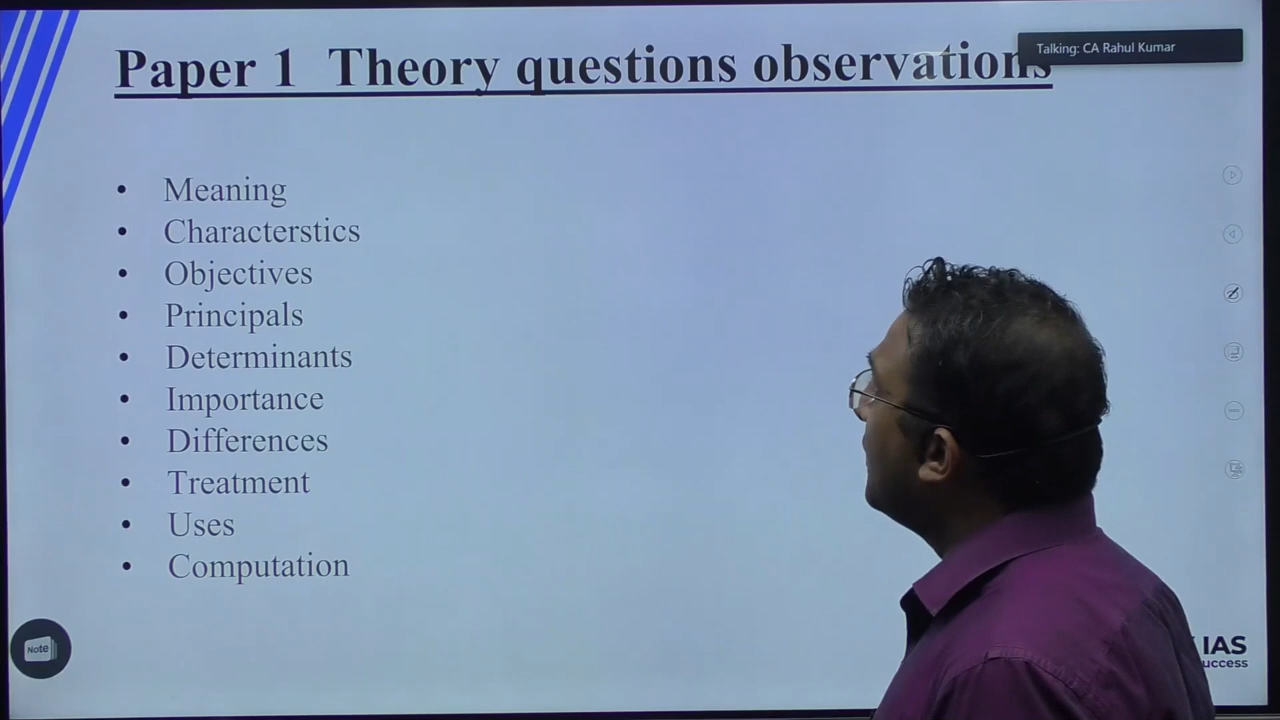 Paper 1 Theory questions observations
Talking: CA Rahul Kumar
• Meaning
• Characterstics
• Objectives
• Principals
• Determinants
• Importance
• Differences
• Treatment
• Uses
• Computation
Note
IAS
uccess